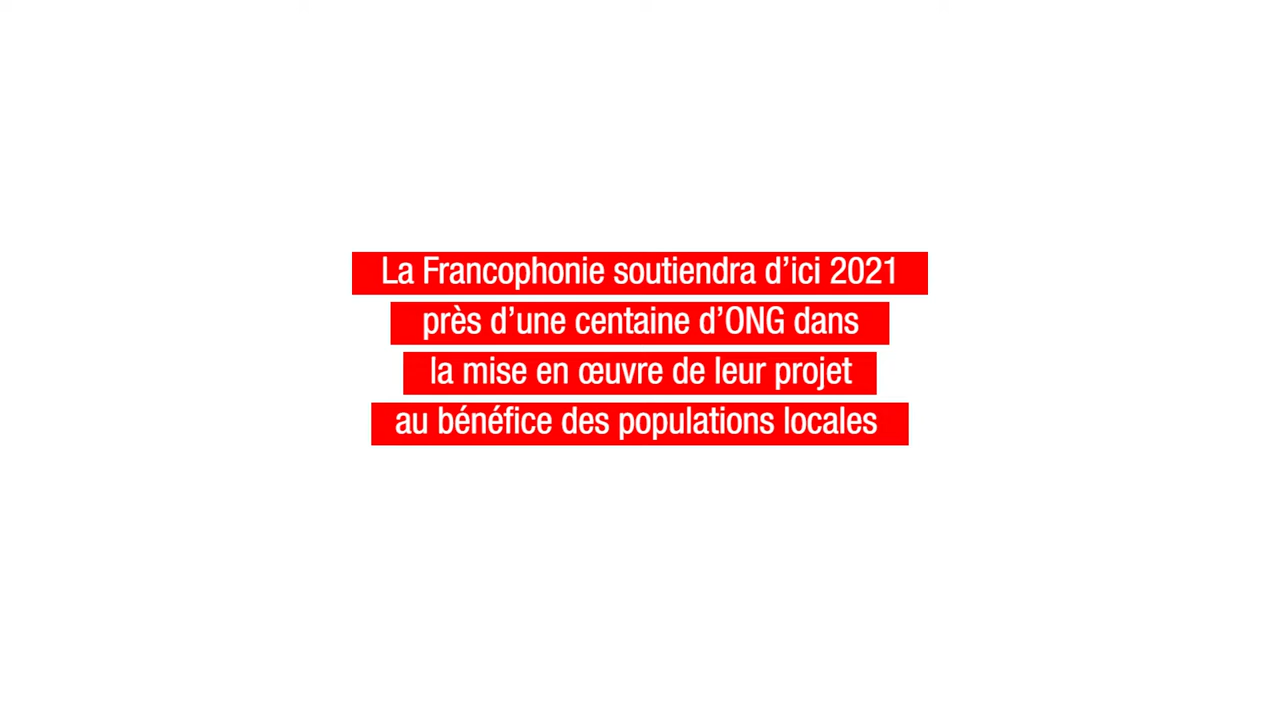 La Francophonie soutiendra d’ici 2021
près d’une centaine d’ONG dans
la mise en œuvre de leur projet
au bénéfice des populations locales